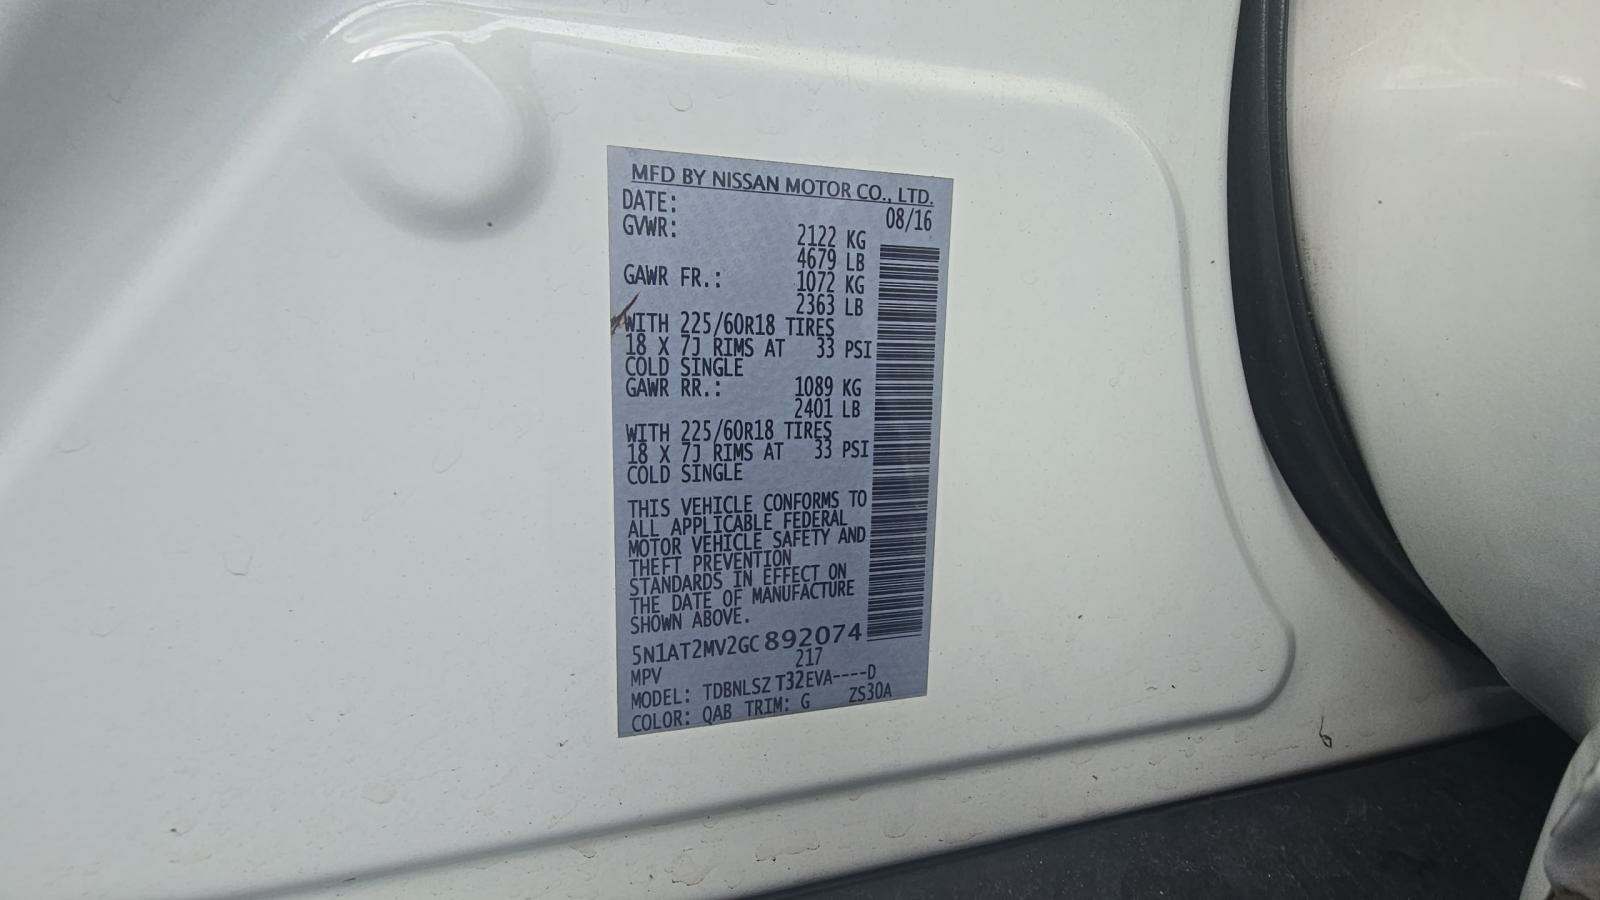 MFD BY NISSAN MOTOR CO., LTD.
DATE: 08/16
GVWR: 2122 KG
4679 LB
GAWR FR.: 1072 KG
2363 LB
WITH 225/60R18 TIRES
18 X 7J RIMS AT 33 PSI
COLD SINGLE
GAWR RR.: 1089 KG
2401 LB
WITH 225/60R18 TIRES
18 X 7J RIMS AT 33 PSI
COLD SINGLE
THIS VEHICLE CONFORMS TO
ALL APPLICABLE FEDERAL
MOTOR VEHICLE SAFETY AND
THEFT PREVENTION
STANDARDS IN EFFECT ON
THE DATE OF MANUFACTURE
SHOWN ABOVE.
5N1AT2MV2GC892074
MPV 217
MODEL: TDBNLSZ T32EVA----D
COLOR: QAB TRIM: G ZS30A